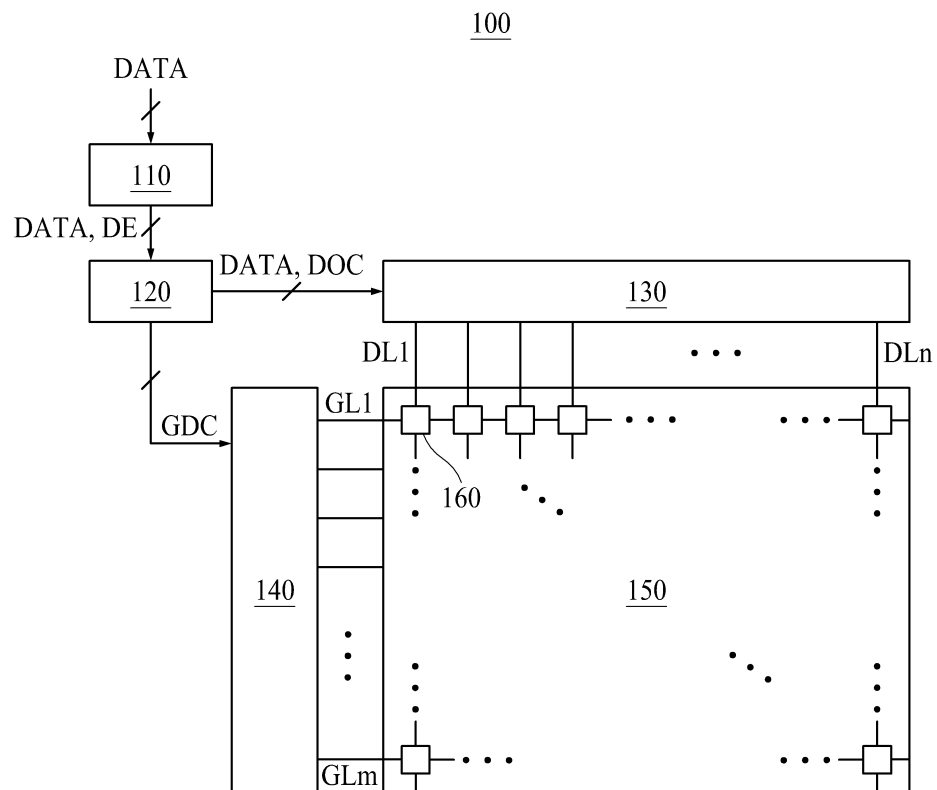 100
DATA
110
DATA, DE
120
DATA, DOC
130
DL1
DLn
GDC
GL1
160
140
150
GLm